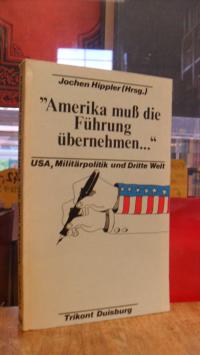 Jochen Hippler (Hrsg.)
"Amerika muß die
Führung
übernehmen..."
USA, Militärpolitik und Dritte Welt
Trikont Duisburg